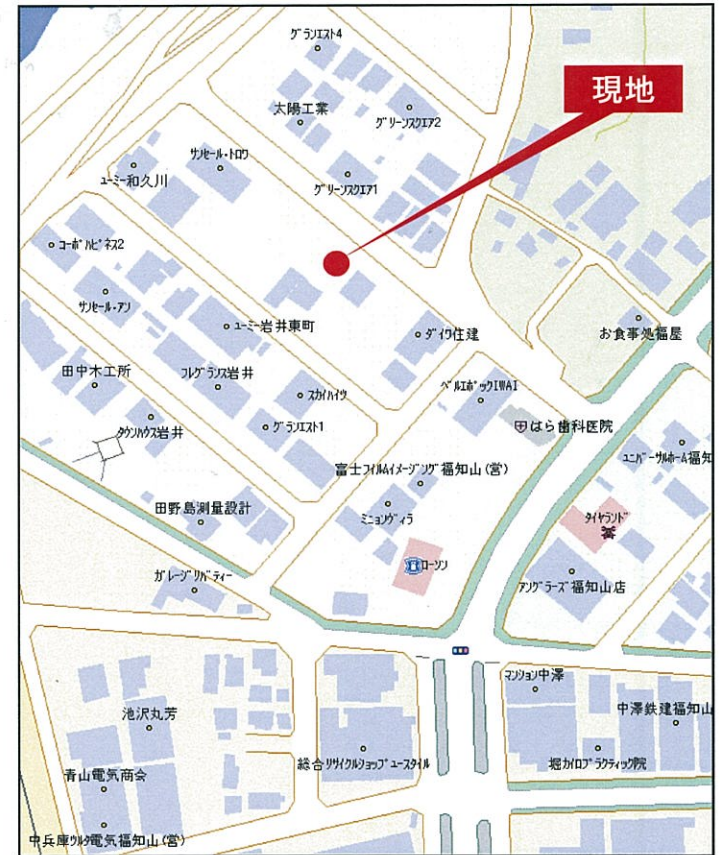 グランエスト4
現地
太陽工業
グリーンスクエア2
サンセール・トロワ
ユーミー和久川
グリーンスクエア1
コーポハピネス2
サンセール・アン
ユーミー岩井東町
ダイワ住建
お食事処福屋
田中木工所
フレグランス岩井
スカイハイツ
ベルエポックIWAI
タウンハウス岩井
グランエスト1
はら歯科医院
ユニバーサルホーム福知
富士フイルムイメージング福知山(営)
田野島測量設計
ミニョンヴィラ
タイヤランド
ローソン
ガレージリバティー
アングラーズ福知山店
マンション中澤
池沢丸芳
中澤鉄建福知山
総合リサイクルショップユースタイル
堀カイロプラクティック院
青山電気商会
中兵庫クボタ電気福知山(営)